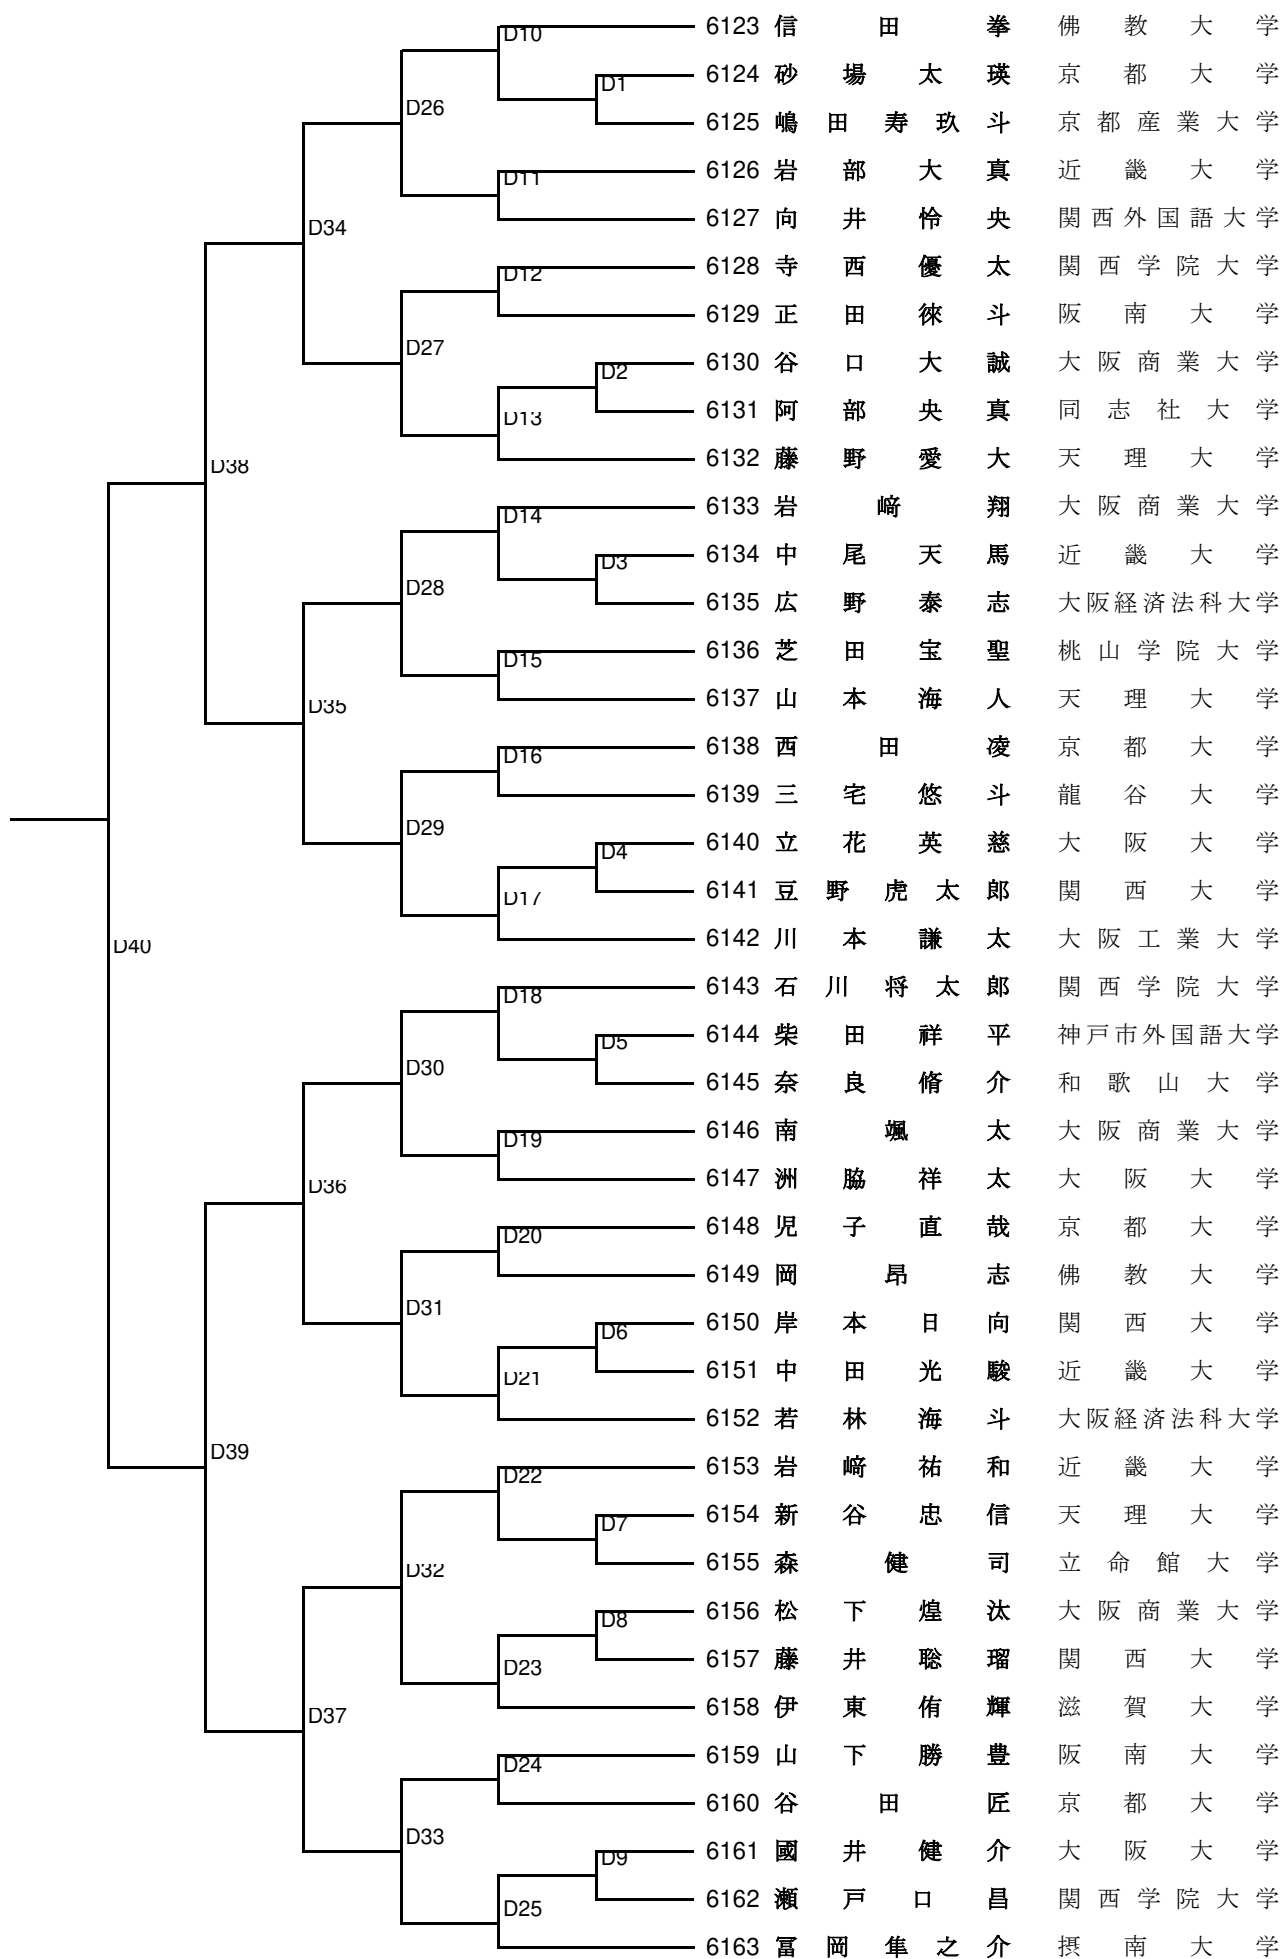 6123 信田拳 佛教大学
D10
6124 砂場太瑛 京都大学
D1
D26
6125 嶋田寿玖斗 京都産業大学
6126 岩部大真 近畿大学
D11
6127 向井怜央 関西外国語大学
D34
6128 寺西優太 関西学院大学
D12
6129 正田徠斗 阪南大学
D27
6130 谷口大誠 大阪商業大学
D2
6131 阿部央真 同志社大学
D13
6132 藤野愛大 天理大学
D38
6133 岩﨑翔 大阪商業大学
D14
6134 中尾天馬 近畿大学
D3
D28
6135 広野泰志 大阪経済法科大学
6136 芝田宝聖 桃山学院大学
D15
6137 山本海人 天理大学
D35
6138 西田凌 京都大学
D16
6139 三宅悠斗 龍谷大学
D29
6140 立花英慈 大阪大学
D4
6141 豆野虎太郎 関西大学
D17
6142 川本謙太 大阪工業大学
D40
6143 石川将太郎 関西学院大学
D18
6144 柴田祥平 神戸市外国語大学
D5
D30
6145 奈良脩介 和歌山大学
6146 南颯太 大阪商業大学
D19
6147 洲脇祥太 大阪大学
D36
6148 児子直哉 京都大学
D20
6149 岡昂志 佛教大学
D31
6150 岸本日向 関西大学
D6
6151 中田光駿 近畿大学
D21
6152 若林海斗 大阪経済法科大学
D39
6153 岩﨑祐和 近畿大学
D22
6154 新谷忠信 天理大学
D7
6155 森健司 立命館大学
D32
6156 松下煌汰 大阪商業大学
D8
6157 藤井聡瑠 関西大学
D23
6158 伊東侑輝 滋賀大学
D37
6159 山下勝豊 阪南大学
D24
6160 谷田匠 京都大学
D33
6161 國井健介 大阪大学
D9
6162 瀬戸口昌 関西学院大学
D25
6163 冨岡隼之介 摂南大学